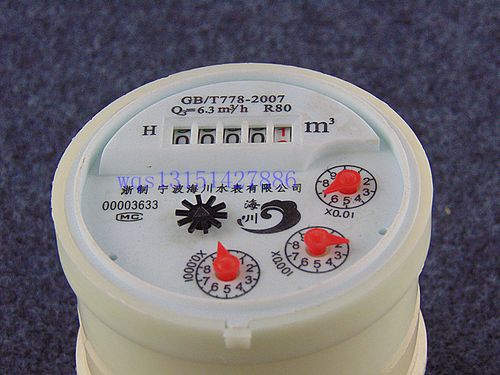 GB/T778-2007
Q₃=6.3 m³/h R80
H 00001 m³
wqs13151427886
浙制 宁波海川水表有限公司
00003633
MC
海川
X0.01
X0.001
X0.0001